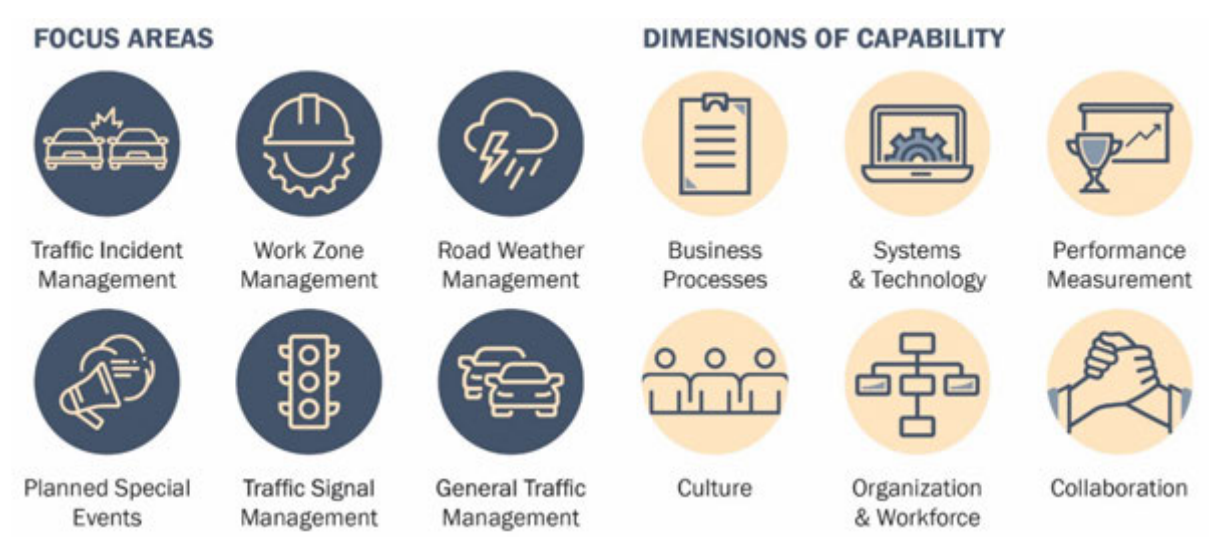 FOCUS AREAS
Traffic Incident
Management
Work Zone
Management
Road Weather
Management
Planned Special
Events
Traffic Signal
Management
General Traffic
Management
DIMENSIONS OF CAPABILITY
Business
Processes
Systems
& Technology
Performance
Measurement
Culture
Organization
& Workforce
Collaboration